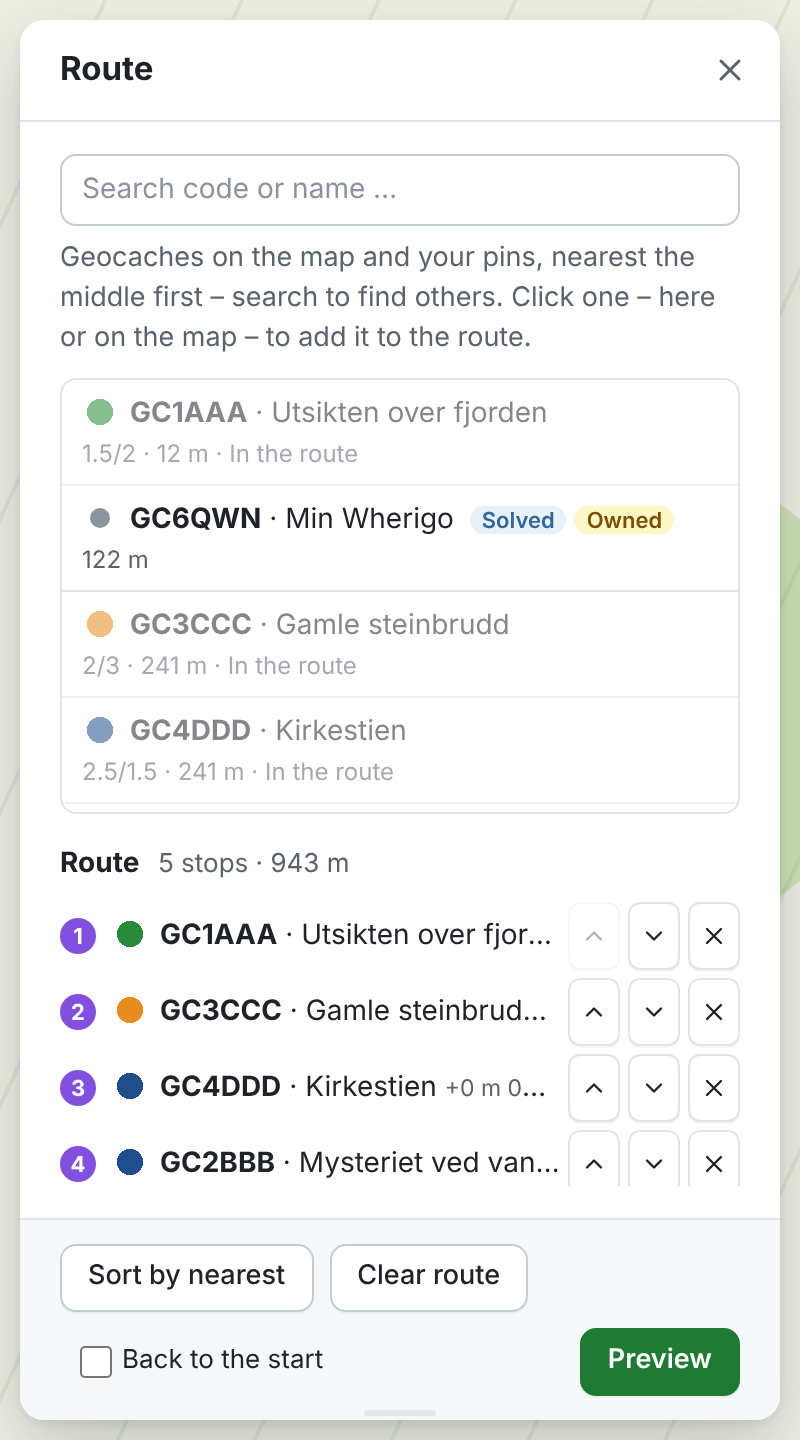 Route
Search code or name ...
Geocaches on the map and your pins, nearest the
middle first – search to find others. Click one – here
or on the map – to add it to the route.
GC1AAA · Utsikten over fjorden
1.5/2 · 12 m · In the route
GC6QWN · Min Wherigo Solved Owned
122 m
GC3CCC · Gamle steinbrudd
2/3 · 241 m · In the route
GC4DDD · Kirkestien
2.5/1.5 · 241 m · In the route
Route 5 stops · 943 m
1 GC1AAA · Utsikten over fjor...
2 GC3CCC · Gamle steinbrud...
3 GC4DDD · Kirkestien +0 m 0...
4 GC2BBB · Mysteriet ved van...
Sort by nearest Clear route
Back to the start Preview